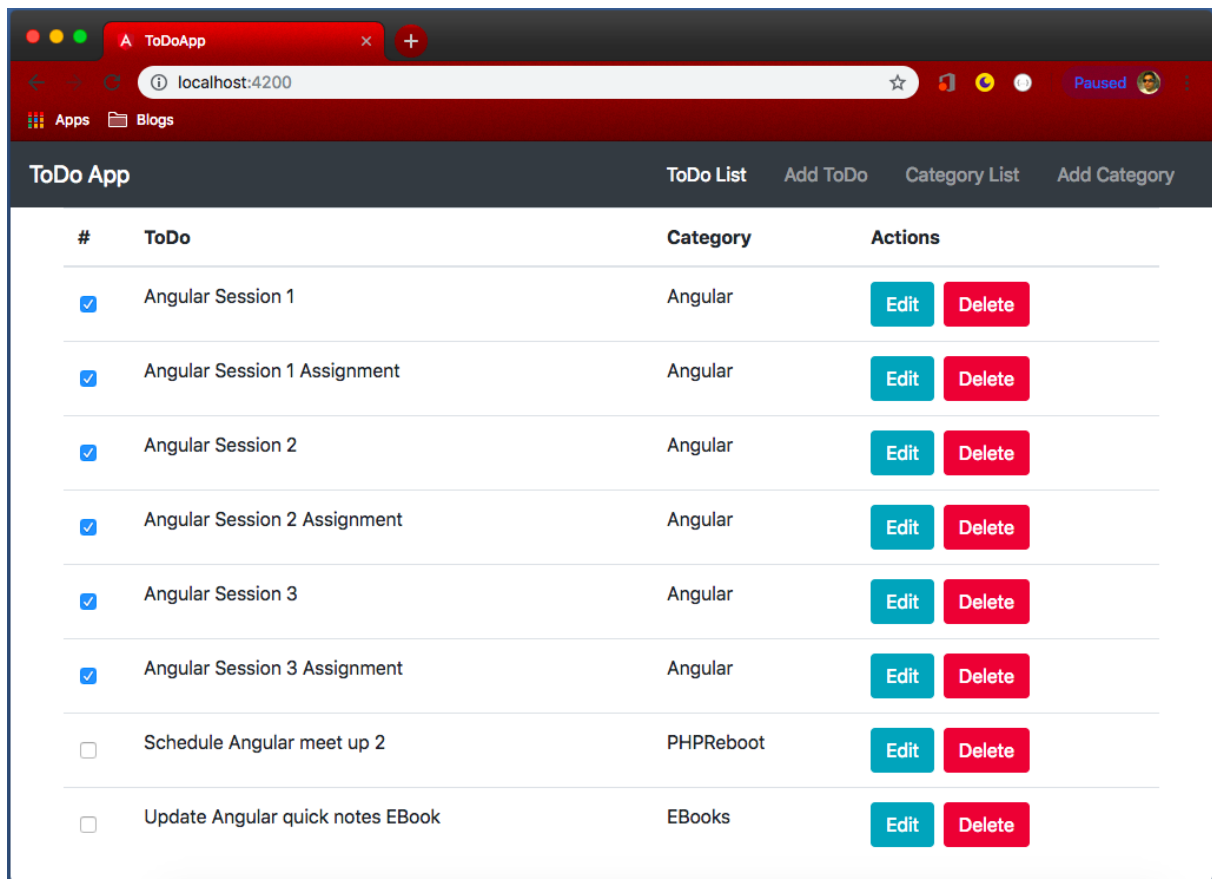 ToDoApp
localhost:4200
Paused
Apps Blogs
ToDo App ToDo List Add ToDo Category List Add Category
# ToDo Category Actions
Angular Session 1 Angular Edit Delete
Angular Session 1 Assignment Angular Edit Delete
Angular Session 2 Angular Edit Delete
Angular Session 2 Assignment Angular Edit Delete
Angular Session 3 Angular Edit Delete
Angular Session 3 Assignment Angular Edit Delete
Schedule Angular meet up 2 PHPReboot Edit Delete
Update Angular quick notes EBook EBooks Edit Delete